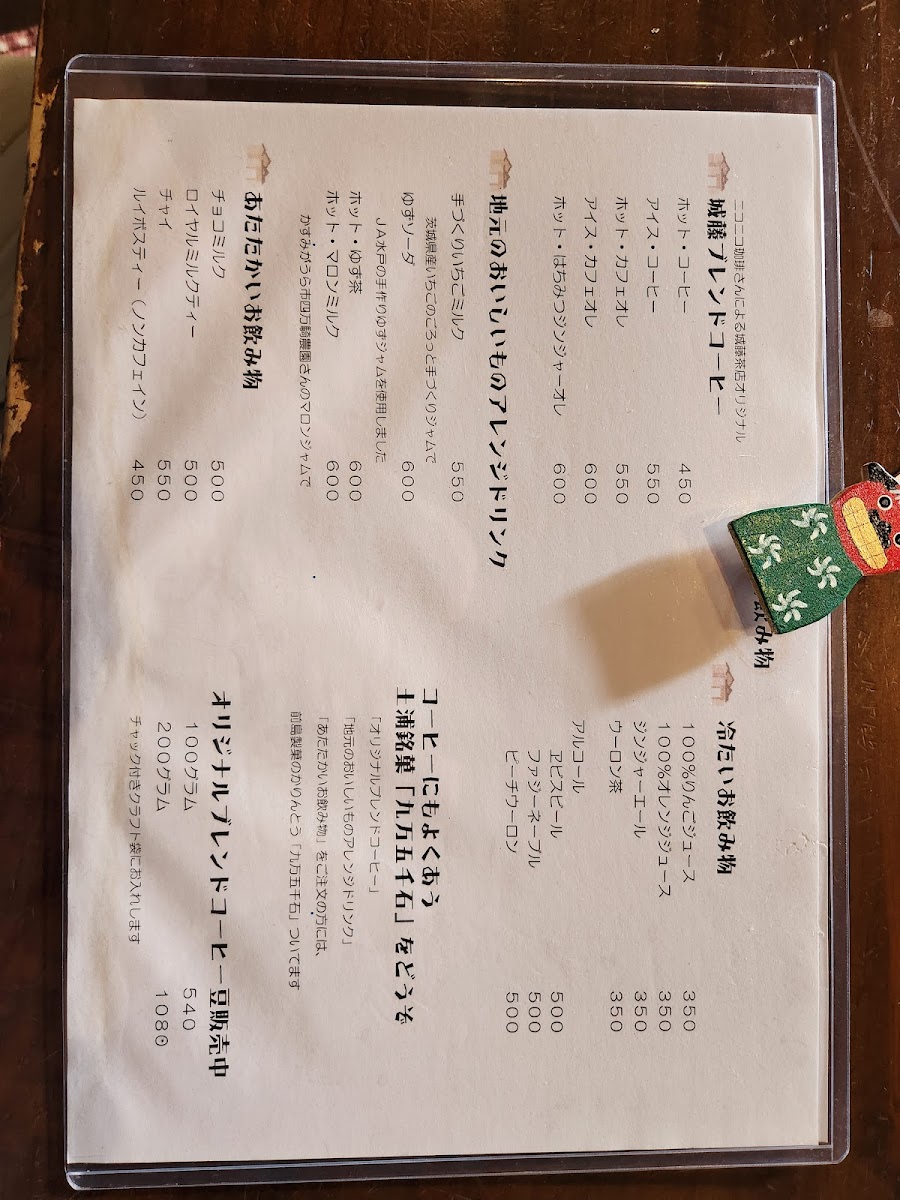 飲み物
城藤ブレンドコーヒー
ニコニコ珈琲さんによる城藤茶店オリジナル
ホット・コーヒー 450
アイス・コーヒー 550
ホット・カフェオレ 550
アイス・カフェオレ 600
ホット・はちみつジンジャーオレ 600
地元のおいしいものアレンジドリンク
手づくりいちごミルク 550
茨城県産いちごのごろっと手づくりジャムで
ゆずソーダ 600
JA水戸の手作りゆずジャムを使用しました
ホット・ゆず茶 600
ホット・マロンミルク 600
かすみがうら市四万騎農園さんのマロンジャムで
あたたかいお飲み物
チョコミルク 500
ロイヤルミルクティー 500
チャイ 550
ルイボスティー(ノンカフェイン) 450
冷たいお飲み物
100%りんごジュース 350
100%オレンジジュース 350
ジンジャーエール 350
ウーロン茶 350
アルコール
ヱビスビール 500
ファジーネーブル 500
ピーチウーロン 500
コーヒーにもよくあう
土浦銘菓「九万五千石」をどうぞ
「オリジナルブレンドコーヒー」
「地元のおいしいものアレンジドリンク」
「あたたかいお飲み物」をご注文の方には、
前島製菓のかりんとう「九万五千石」ついてます
オリジナルブレンドコーヒー豆販売中
100グラム 540
200グラム 1080
チャック付きクラフト袋にお入れします